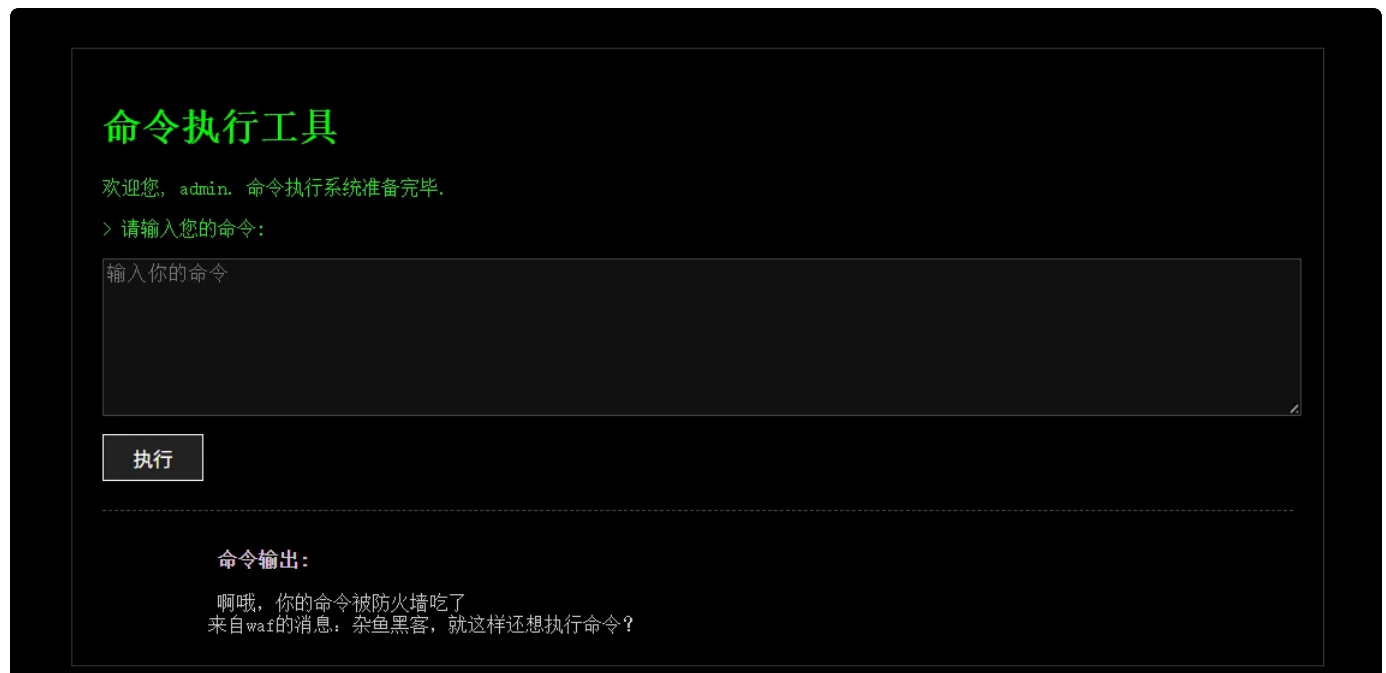 命令执行工具
欢迎您, admin. 命令执行系统准备完毕.
> 请输入您的命令:
输入你的命令
执行
命令输出:
啊哦，你的命令被防火墙吃了
来自waf的消息：杂鱼黑客，就这样还想执行命令？